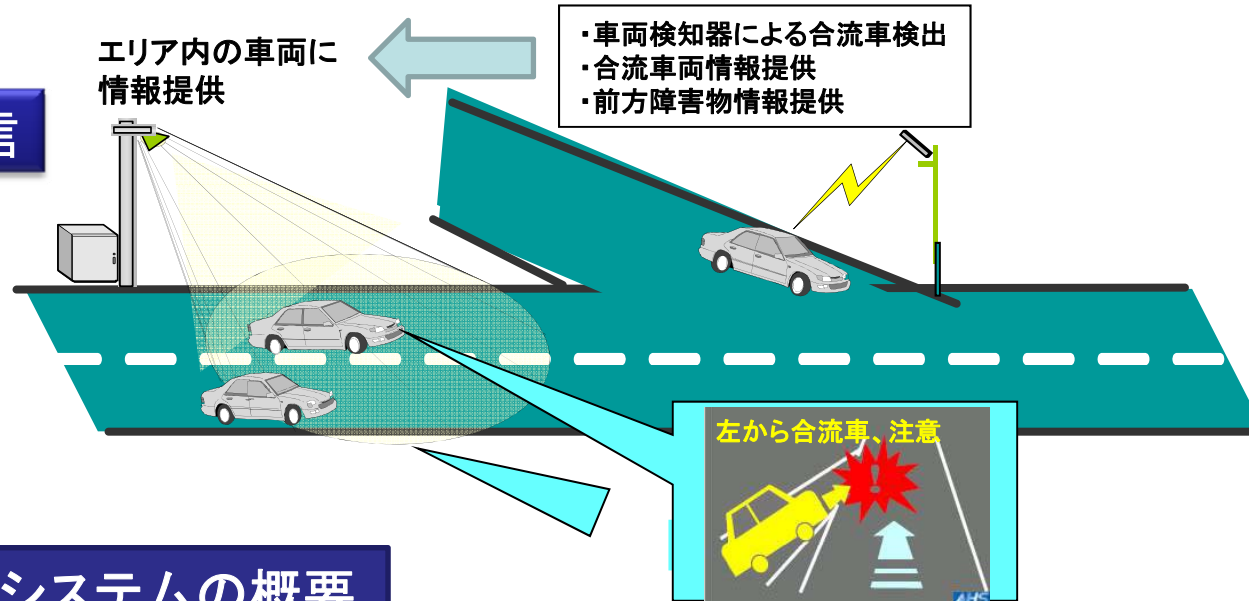 エリア内の車両に
情報提供
・車両検知器による合流車検出
・合流車両情報提供
・前方障害物情報提供
信
左から合流車、注意
!
AHS
システムの概要